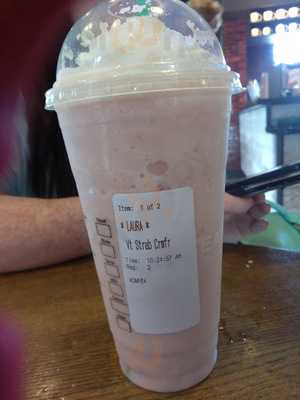 Item: 1 of 2
* LAURA *
Vt Strab Crmfr
Time: 10:24:57 AM
Reg: 2